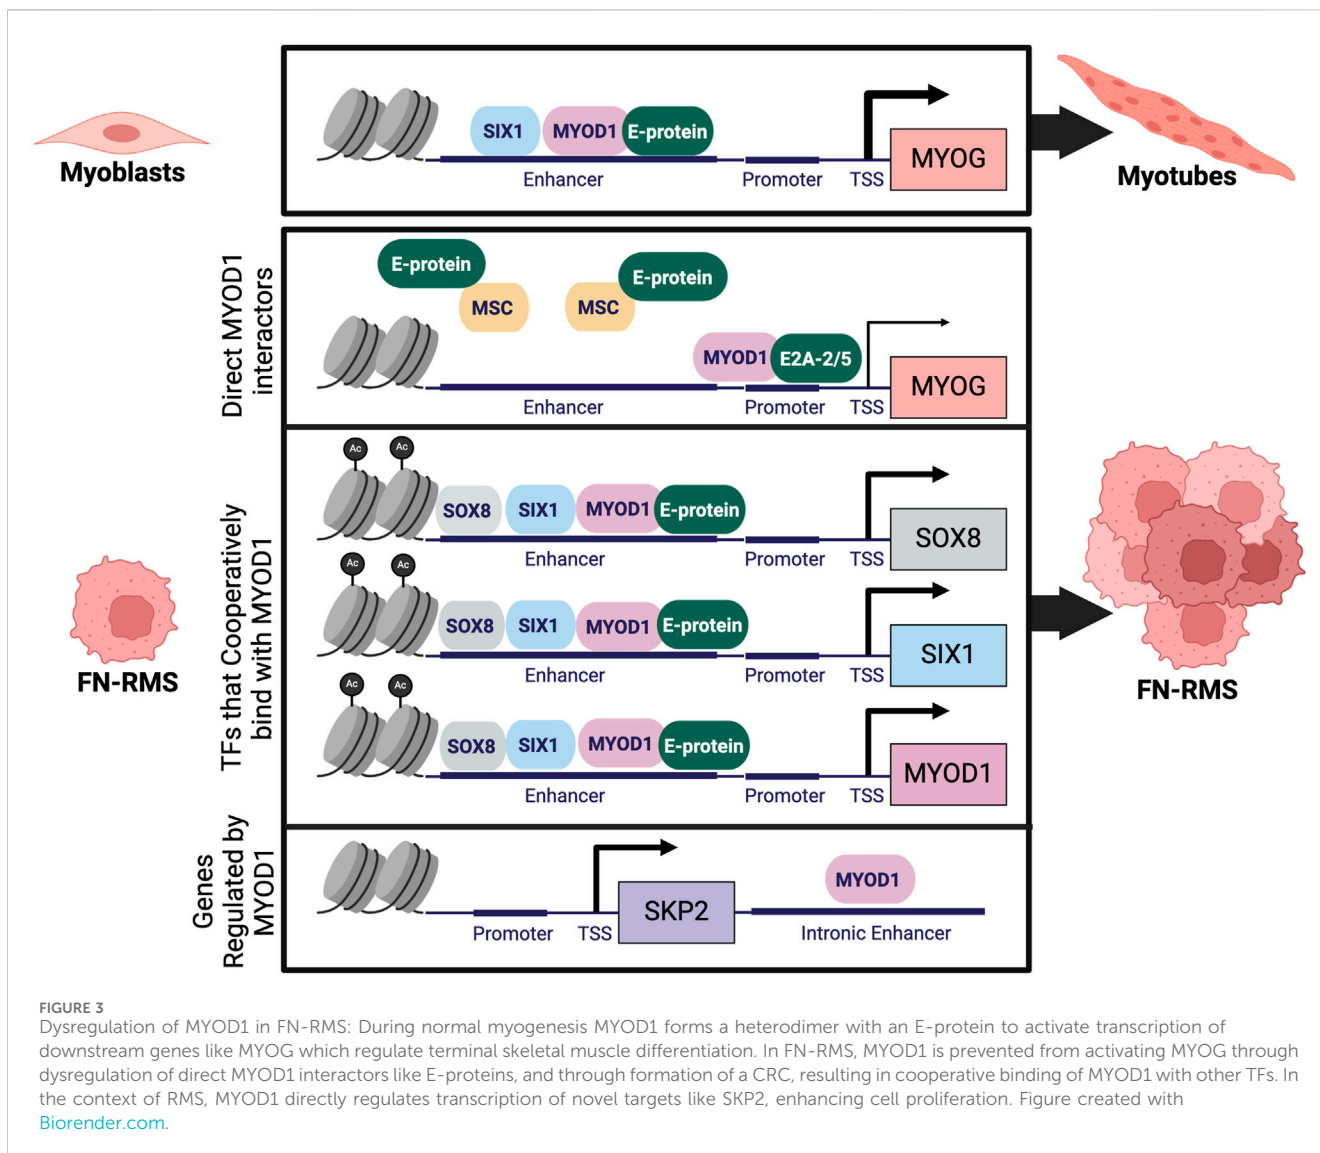 Myoblasts
SIX1
MYOD1
E-protein
MYOG
Enhancer
Promoter
TSS
Myotubes
Direct MYOD1
interactors
E-protein
MSC
MSC
E-protein
MYOD1
E2A-2/5
MYOG
Enhancer
Promoter
TSS
TFs that Cooperatively
bind with MYOD1
FN-RMS
Ac
Ac
SOX8
SIX1
MYOD1
E-protein
SOX8
Enhancer
Promoter
TSS
Ac
Ac
SOX8
SIX1
MYOD1
E-protein
SIX1
Enhancer
Promoter
TSS
Ac
Ac
SOX8
SIX1
MYOD1
E-protein
MYOD1
Enhancer
Promoter
TSS
FN-RMS
Genes
Regulated by
MYOD1
SKP2
MYOD1
Promoter
TSS
Intronic Enhancer
FIGURE 3
Dysregulation of MYOD1 in FN-RMS: During normal myogenesis MYOD1 forms a heterodimer with an E-protein to activate transcription of
downstream genes like MYOG which regulate terminal skeletal muscle differentiation. In FN-RMS, MYOD1 is prevented from activating MYOG through
dysregulation of direct MYOD1 interactors like E-proteins, and through formation of a CRC, resulting in cooperative binding of MYOD1 with other TFs. In
the context of RMS, MYOD1 directly regulates transcription of novel targets like SKP2, enhancing cell proliferation. Figure created with
Biorender.com.